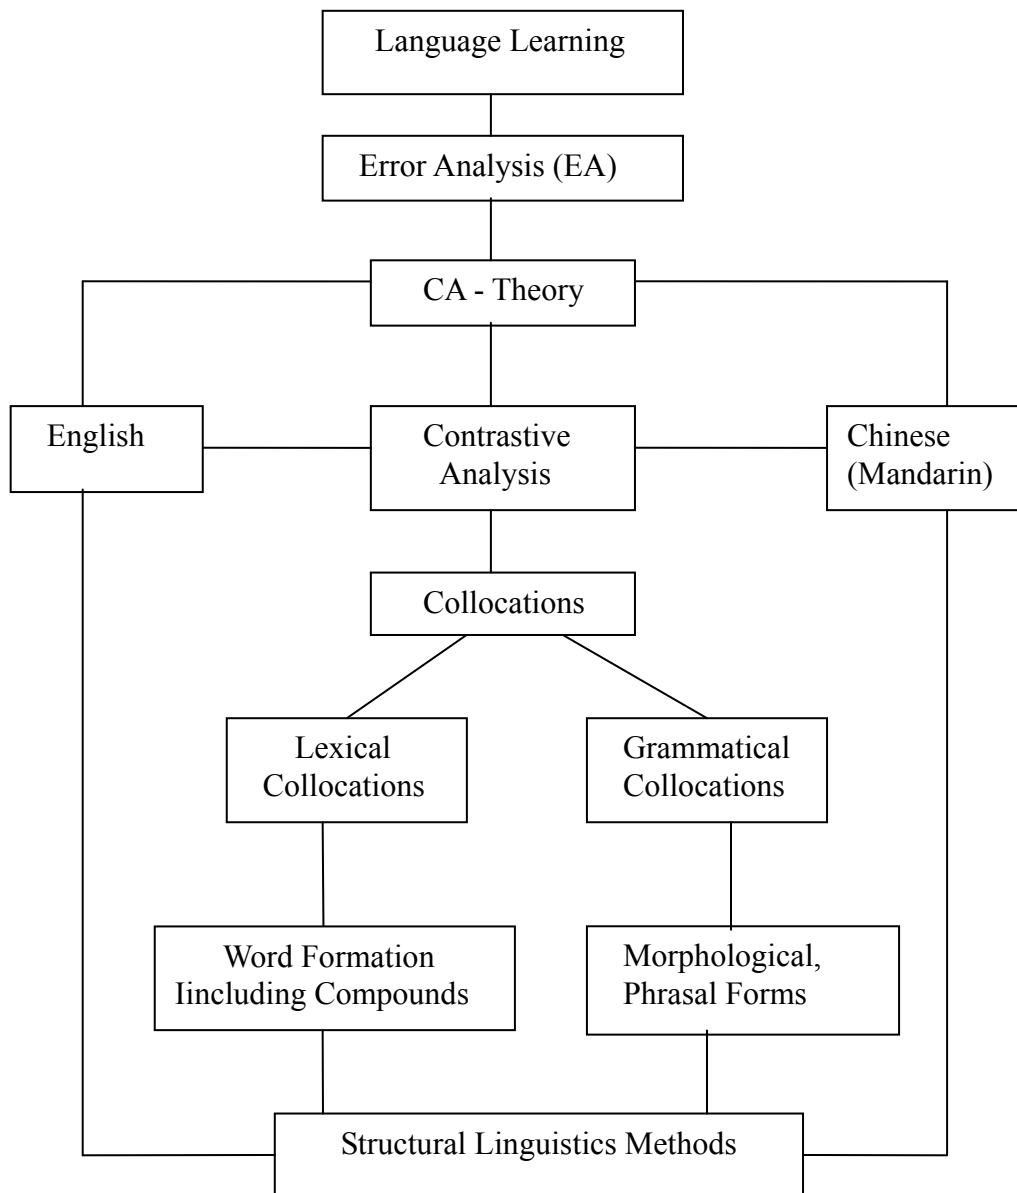 Language Learning
Error Analysis (EA)
CA - Theory
English
Contrastive
Analysis
Chinese
(Mandarin)
Collocations
Lexical
Collocations
Grammatical
Collocations
Word Formation
Iincluding Compounds
Morphological,
Phrasal Forms
Structural Linguistics Methods